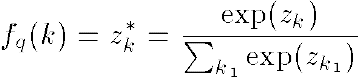 f_q(k) = z_k^* = \frac{\exp(z_k)}{\sum_{k_1} \exp(z_{k_1})}